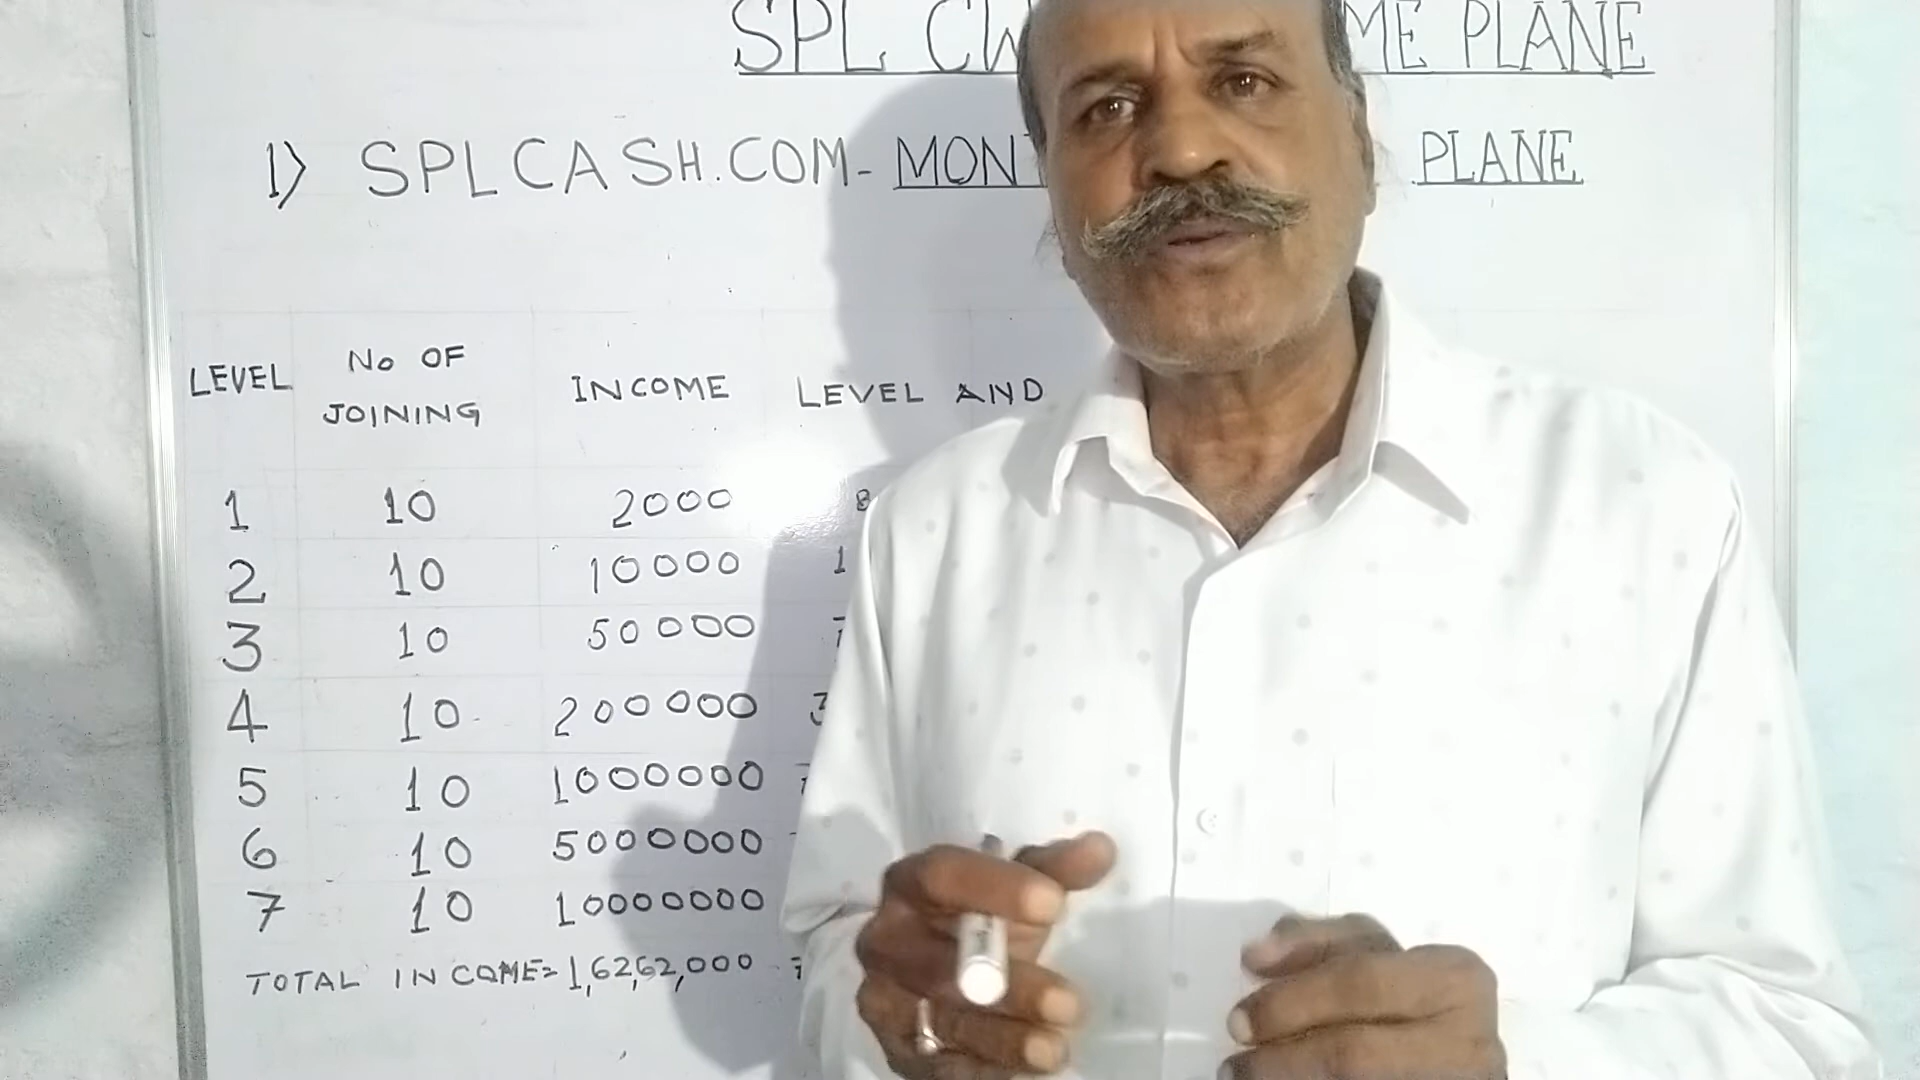 SPL ME PLANE
1) SPLCASH.COM- PLANE
LEVEL No OF JOINING INCOME LEVEL AND
1 10 2000
2 10 10000
3 10 50000
4 10 200000
5 10 1000000
6 10 5000000
7 10 10000000
TOTAL INCOME= 1,62,62,000